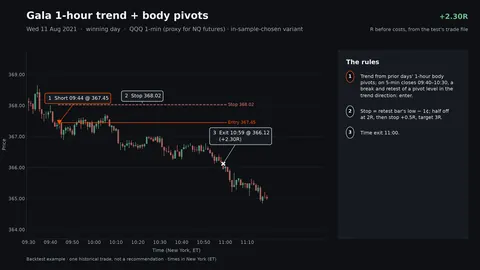 Gala 1-hour trend + body pivots
+2.30R
Wed 11 Aug 2021 · winning day · QQQ 1-min (proxy for NQ futures) · in-sample-chosen variant
R before costs, from the test's trade file
368.00
367.00
366.00
365.00
364.00
Price
1 Short 09:44 @ 367.45
2 Stop 368.02
Stop 368.02
Entry 367.45
3 Exit 10:59 @ 366.12
(+2.30R)
09:30
09:40
09:50
10:00
10:10
10:20
10:30
10:40
10:50
11:00
11:10
Time (New York, ET)
The rules
1 Trend from prior days' 1-hour body
pivots; on 5-min closes 09:40–10:30, a
break and retest of a pivot level in the
trend direction: enter.
2 Stop = retest bar's low − 1¢; half off
at 2R, then stop +0.5R, target 3R.
3 Time exit 11:00.
Backtest example · one historical trade, not a recommendation · times in New York (ET)